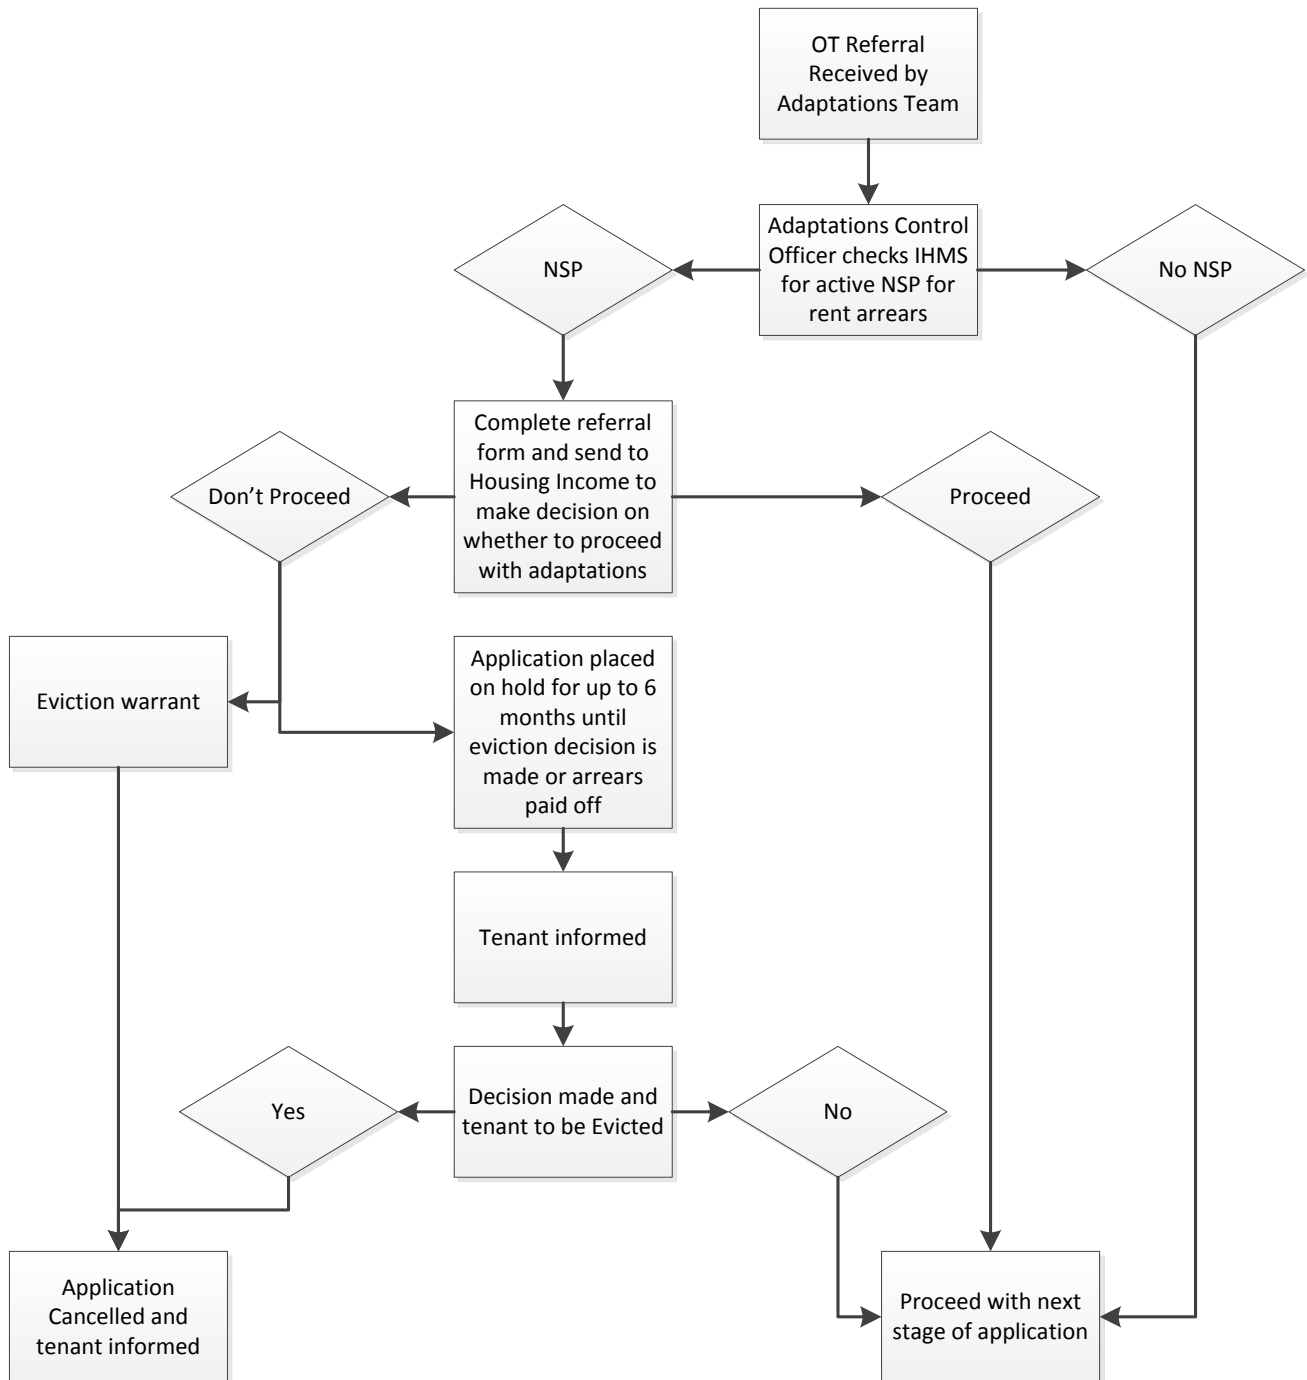 OT Referral
Received by
Adaptations Team
NSP
Adaptations Control
Officer checks IHMS
for active NSP for
rent arrears
No NSP
Don’t Proceed
Complete referral
form and send to
Housing Income to
make decision on
whether to proceed
with adaptations
Proceed
Eviction warrant
Application placed
on hold for up to 6
months until
eviction decision is
made or arrears
paid off
Tenant informed
Yes
Decision made and
tenant to be Evicted
No
Application
Cancelled and
tenant informed
Proceed with next
stage of application